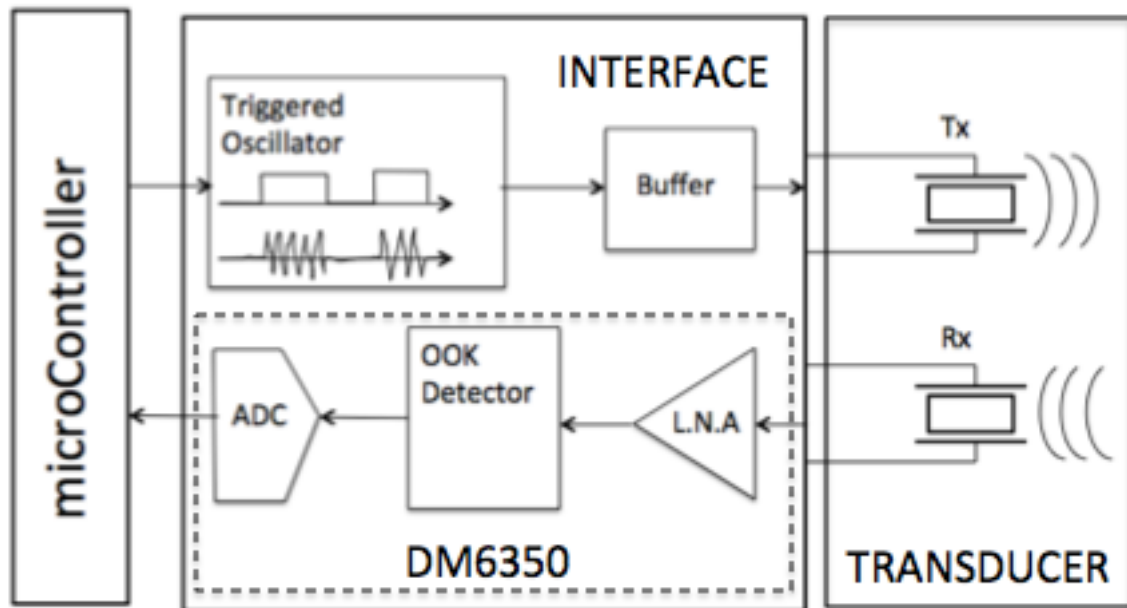 microController
INTERFACE
Triggered
Oscillator
Buffer
Tx
Rx
ADC
OOK
Detector
L.N.A
DM6350
TRANSDUCER